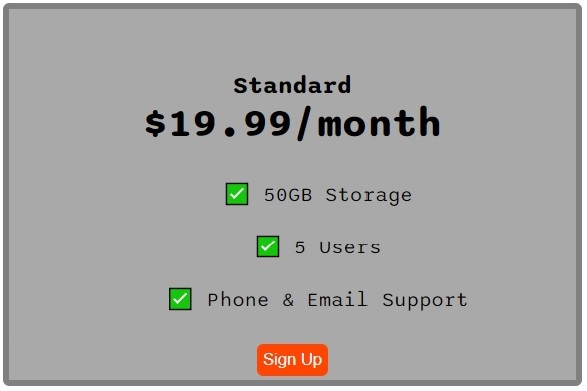 Standard
$19.99/month
✅ 50GB Storage
✅ 5 Users
✅ Phone & Email Support
Sign Up